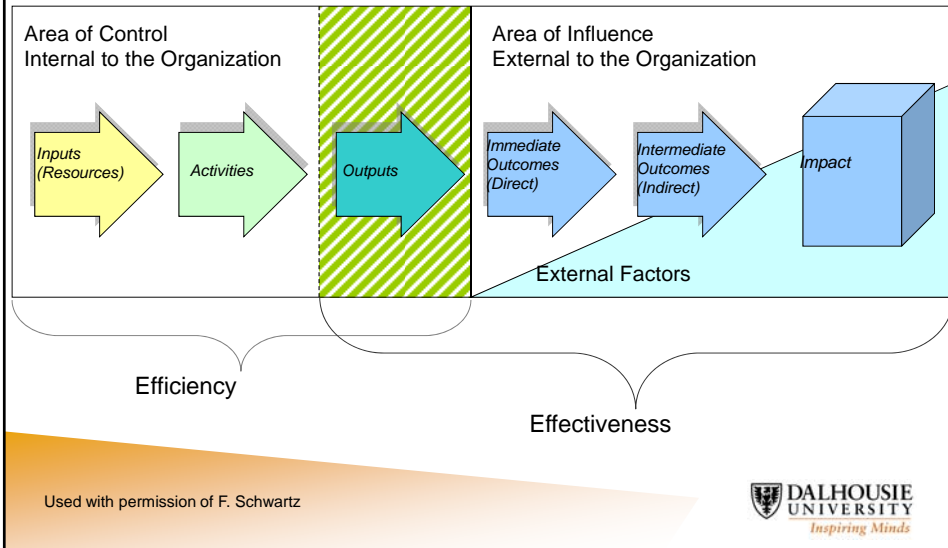 Area of Control
Internal to the Organization
Area of Influence
External to the Organization
Inputs
(Resources)
Activities
Outputs
Immediate
Outcomes
(Direct)
Intermediate
Outcomes
(Indirect)
Impact
External Factors
Efficiency
Effectiveness
Used with permission of F. Schwartz
DALHOUSIE
UNIVERSITY
Inspiring Minds